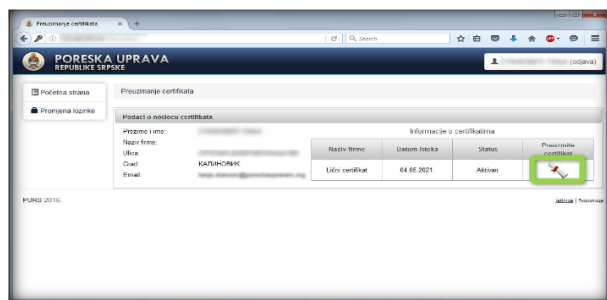 Preuzimanje certifikata
Search
PORESKA UPRAVA
REPUBLIKE SRPSKE
(odjava)
Početna strana
Promjena lozinke
Preuzimanje certifikata
Podaci o nosiocu certifikata
Prezime i ime:
Naziv firme:
Ulica:
Grad: КАЛИНОВИК
Email:
Informacije o certifikatima
Naziv firme Datum isteka Status Preuzmite certifikat
Lični certifikat 04.05.2021 Aktivan
PURS 2016
latinica